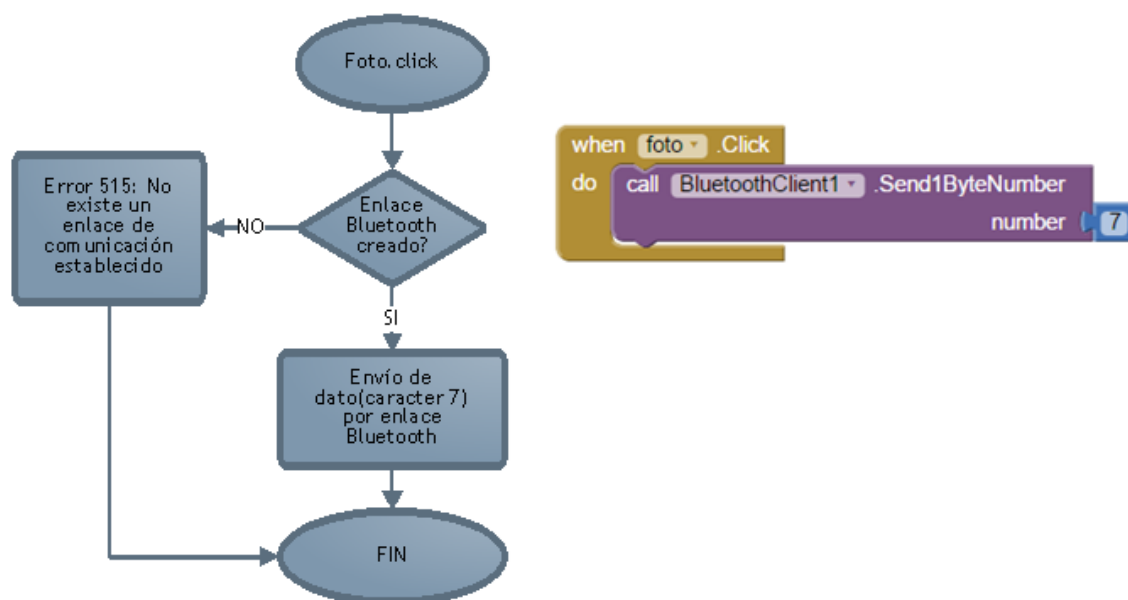 Foto.click
Error 515: No
existe un
enlace de
comunicación
establecido
NO
Enlace
Bluetooth
creado?
SI
Envío de
dato(caracter 7)
por enlace
Bluetooth
FIN
when foto .Click
do call BluetoothClient1 .Send1ByteNumber
number 7